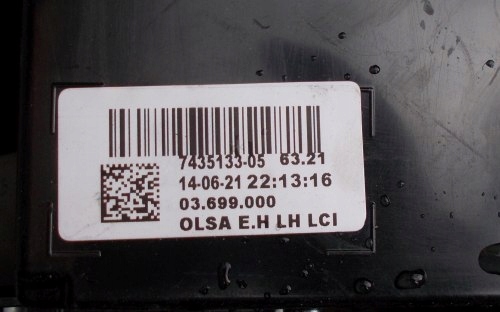 7435133-05 63.21
14-06-21 22:13:16
03.699.000
OLSA E.H LH LCI